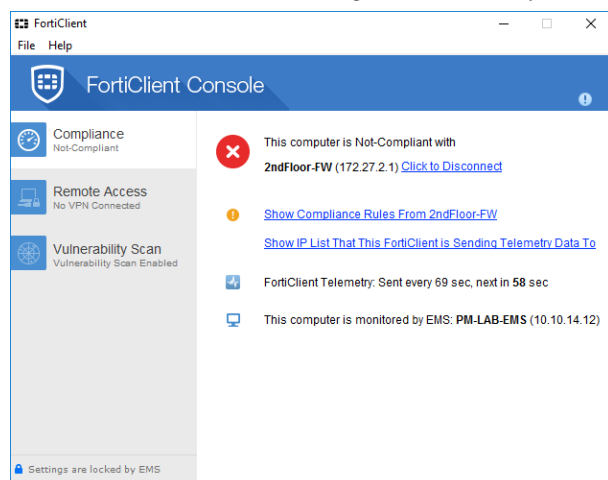 FortiClient
File Help
FortiClient Console
Compliance
Not-Compliant
Remote Access
No VPN Connected
Vulnerability Scan
Vulnerability Scan Enabled
Settings are locked by EMS
This computer is Not-Compliant with
2ndFloor-FW (172.27.2.1) Click to Disconnect
Show Compliance Rules From 2ndFloor-FW
Show IP List That This FortiClient is Sending Telemetry Data To
FortiClient Telemetry: Sent every 69 sec, next in 58 sec
This computer is monitored by EMS: PM-LAB-EMS (10.10.14.12)